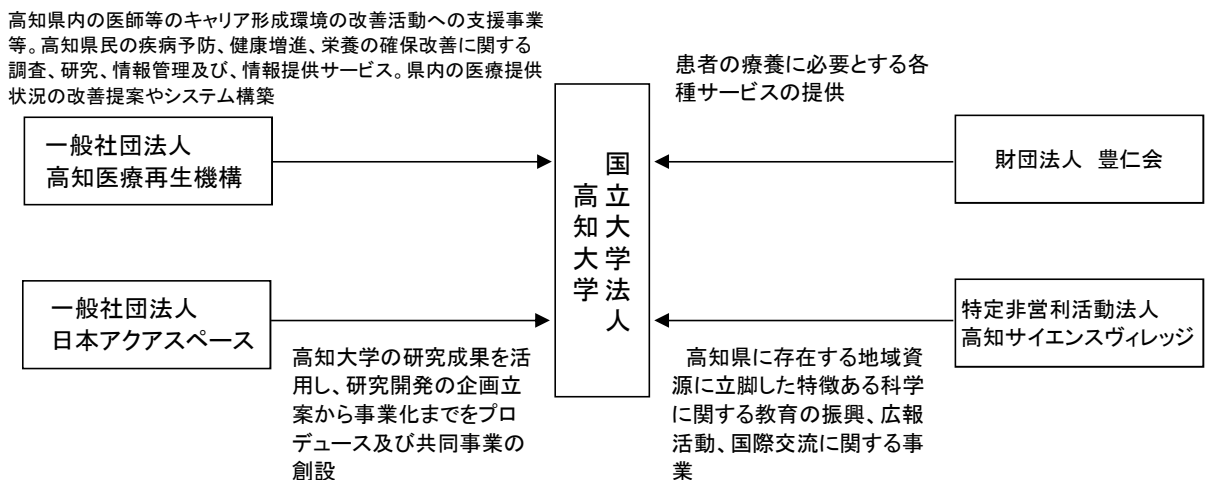 高知県内の医師等のキャリア形成環境の改善活動への支援事業
等。高知県民の疾病予防、健康増進、栄養の確保改善に関する
調査、研究、情報管理及び、情報提供サービス。県内の医療提供
状況の改善提案やシステム構築
患者の療養に必要とする各
種サービスの提供
一般社団法人
高知医療再生機構
国立大学法人
高知大学
財団法人 豊仁会
一般社団法人
日本アクアスペース
特定非営利活動法人
高知サイエンスヴィレッジ
高知大学の研究成果を活
用し、研究開発の企画立
案から事業化までをプロ
デュース及び共同事業の
創設
高知県に存在する地域資
源に立脚した特徴ある科学
に関する教育の振興、広報
活動、国際交流に関する事
業